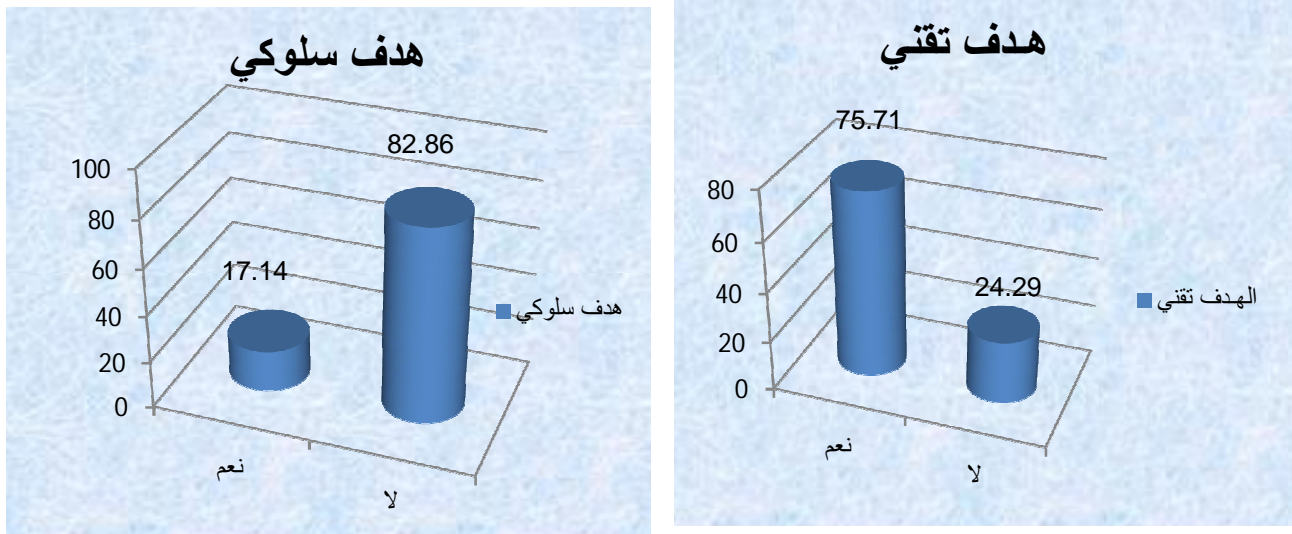 هدف سلوكي
100
80
60
40
20
0
17.14
82.86
نعم
لا
هدف سلوكي
هدف تقني
80
60
40
20
0
75.71
24.29
نعم
لا
الهدف تقني